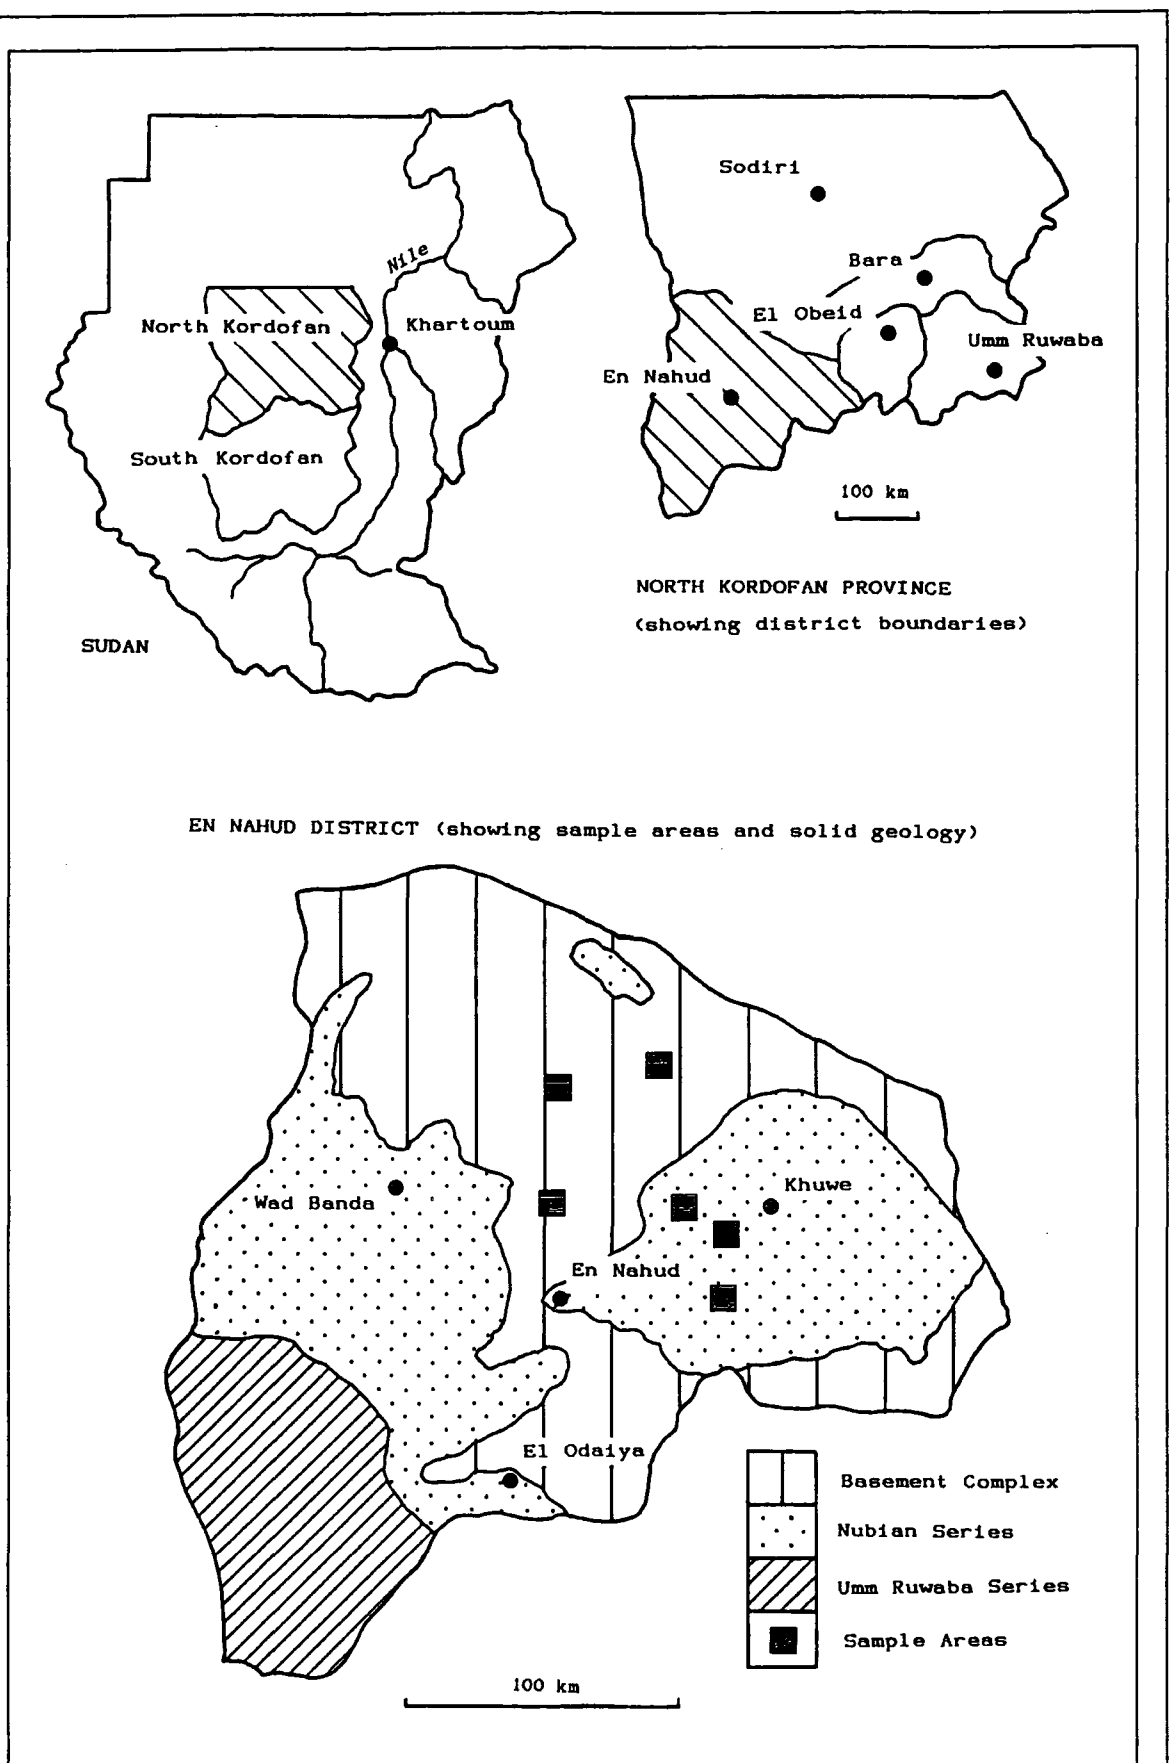 Nile
North Kordofan
Khartoum
South Kordofan
SUDAN
Sodiri
Bara
El Obeid
Umm Ruwaba
En Nahud
100 km
NORTH KORDOFAN PROVINCE
(showing district boundaries)
EN NAHUD DISTRICT (showing sample areas and solid geology)
Wad Banda
Khuwe
En Nahud
El Odaiya
Basement Complex
Nubian Series
Umm Ruwaba Series
Sample Areas
100 km